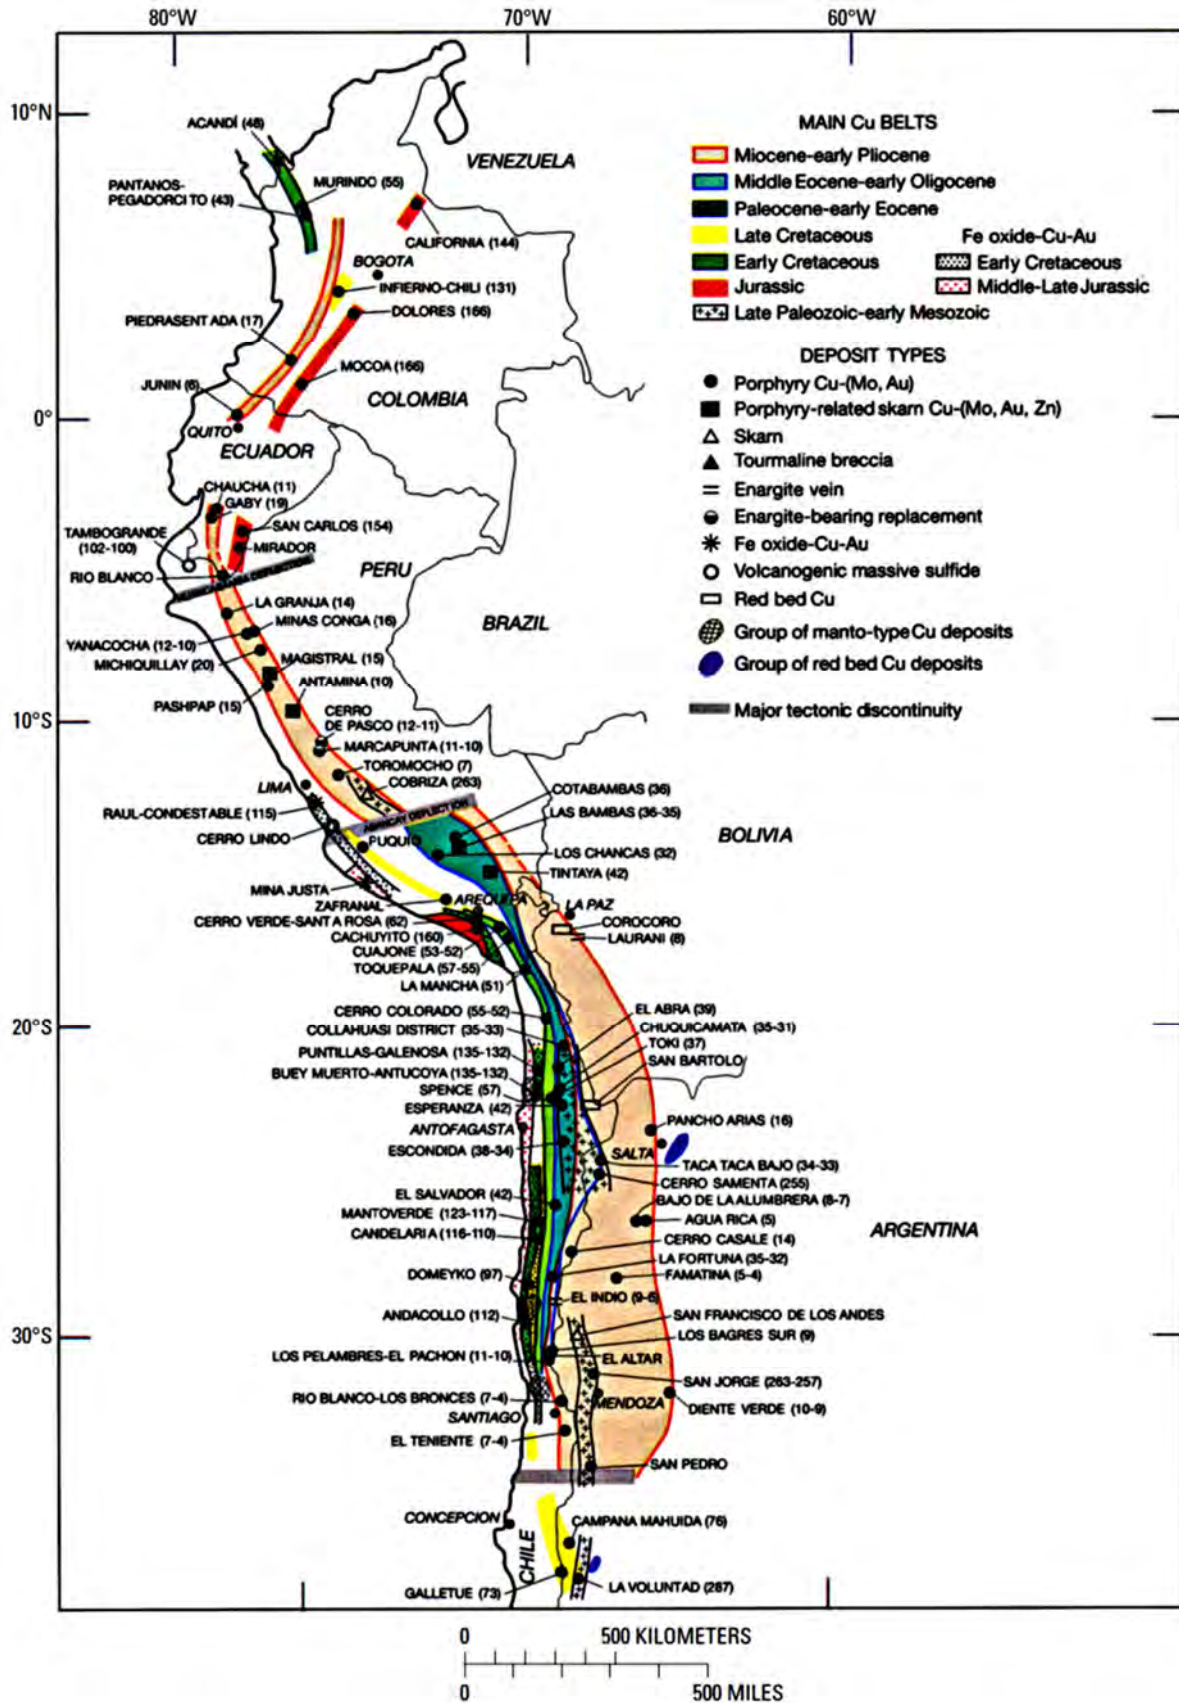 80°W
70°W
60°W
10°N
ACANDÍ (48)
VENEZUELA
PANTANOS-
PEGADORCI TO (43)
MURINDO (55)
CALIFORNIA (144)
BOGOTA
INFIERNO-CHILI (131)
DOLORES (166)
PIEDRASENT ADA (17)
MOCOA (166)
JUNIN (6)
COLOMBIA
0°
QUITO
ECUADOR
MAIN Cu BELTS
Miocene-early Pliocene
Middle Eocene-early Oligocene
Paleocene-early Eocene
Late Cretaceous
Early Cretaceous
Jurassic
Late Paleozoic-early Mesozoic
Fe oxide-Cu-Au
Early Cretaceous
Middle-Late Jurassic
DEPOSIT TYPES
Porphyry Cu-(Mo, Au)
Porphyry-related skarn Cu-(Mo, Au, Zn)
Skarn
Tourmaline breccia
Enargite vein
Enargite-bearing replacement
Fe oxide-Cu-Au
Volcanogenic massive sulfide
Red bed Cu
Group of manto-type Cu deposits
Group of red bed Cu deposits
Major tectonic discontinuity
CHAUCHA (11)
GABY (19)
TAMBOGRANDE
(102-100)
SAN CARLOS (154)
MIRADOR
RIO BLANCO
DEFLECTION
PERU
LA GRANJA (14)
MINAS CONGA (16)
BRAZIL
YANACOCHA (12-10)
MICHIQUILLAY (20)
MAGISTRAL (15)
ANTAMINA (10)
PASHPAP (15)
10°S
CERRO
DE PASCO (12-11)
MARCAPUNTA (11-10)
TOROMOCHO (7)
COBRIZA (263)
LIMA
COTABAMBAS (36)
RAUL-CONDESTABLE (115)
ABANCAY DEFLECTION
LAS BAMBAS (36-35)
CERRO LINDO
PUQUIO
BOLIVIA
LOS CHANCAS (32)
TINTAYA (42)
MINA JUSTA
ZAFRANAL
AREQUIPA
LA PAZ
CERRO VERDE-SANT A ROSA (62)
COROCORO
CACHUYITO (160)
LAURANI (8)
CUAJONE (53-52)
TOQUEPALA (57-55)
LA MANCHA (51)
20°S
CERRO COLORADO (55-52)
EL ABRA (39)
COLLAHUASI DISTRICT (35-33)
CHUQUICAMATA (35-31)
TOKI (37)
PUNTILLAS-GALENOSA (135-132)
SAN BARTOLO
BUEY MUERTO-ANTUCOYA (135-132)
SPENCE (57)
ESPERANZA (42)
ANTOFAGASTA
PANCHO ARIAS (16)
ESCONDIDA (38-34)
SALTA
TACA TACA BAJO (34-33)
CERRO SAMENTA (255)
EL SALVADOR (42)
BAJO DE LA ALUMBRERA (8-7)
MANTOVERDE (123-117)
AGUA RICA (5)
CANDELARIA (116-110)
ARGENTINA
CERRO CASALE (14)
LA FORTUNA (35-32)
DOMEYKO (97)
FAMATINA (5-4)
EL INDIO (9-6)
ANDACOLLO (112)
SAN FRANCISCO DE LOS ANDES
30°S
LOS BAGRES SUR (9)
LOS PELAMBRES-EL PACHON (11-10)
EL ALTAR
SAN JORGE (263-257)
RIO BLANCO-LOS BRONCES (7-4)
MENDOZA
DIENTE VERDE (10-9)
SANTIAGO
EL TENIENTE (7-4)
SAN PEDRO
CONCEPCION
CAMPANA MAHUIDA (76)
CHILE
GALLETUE (73)
LA VOLUNTAD (287)
0 500 KILOMETERS
0 500 MILES